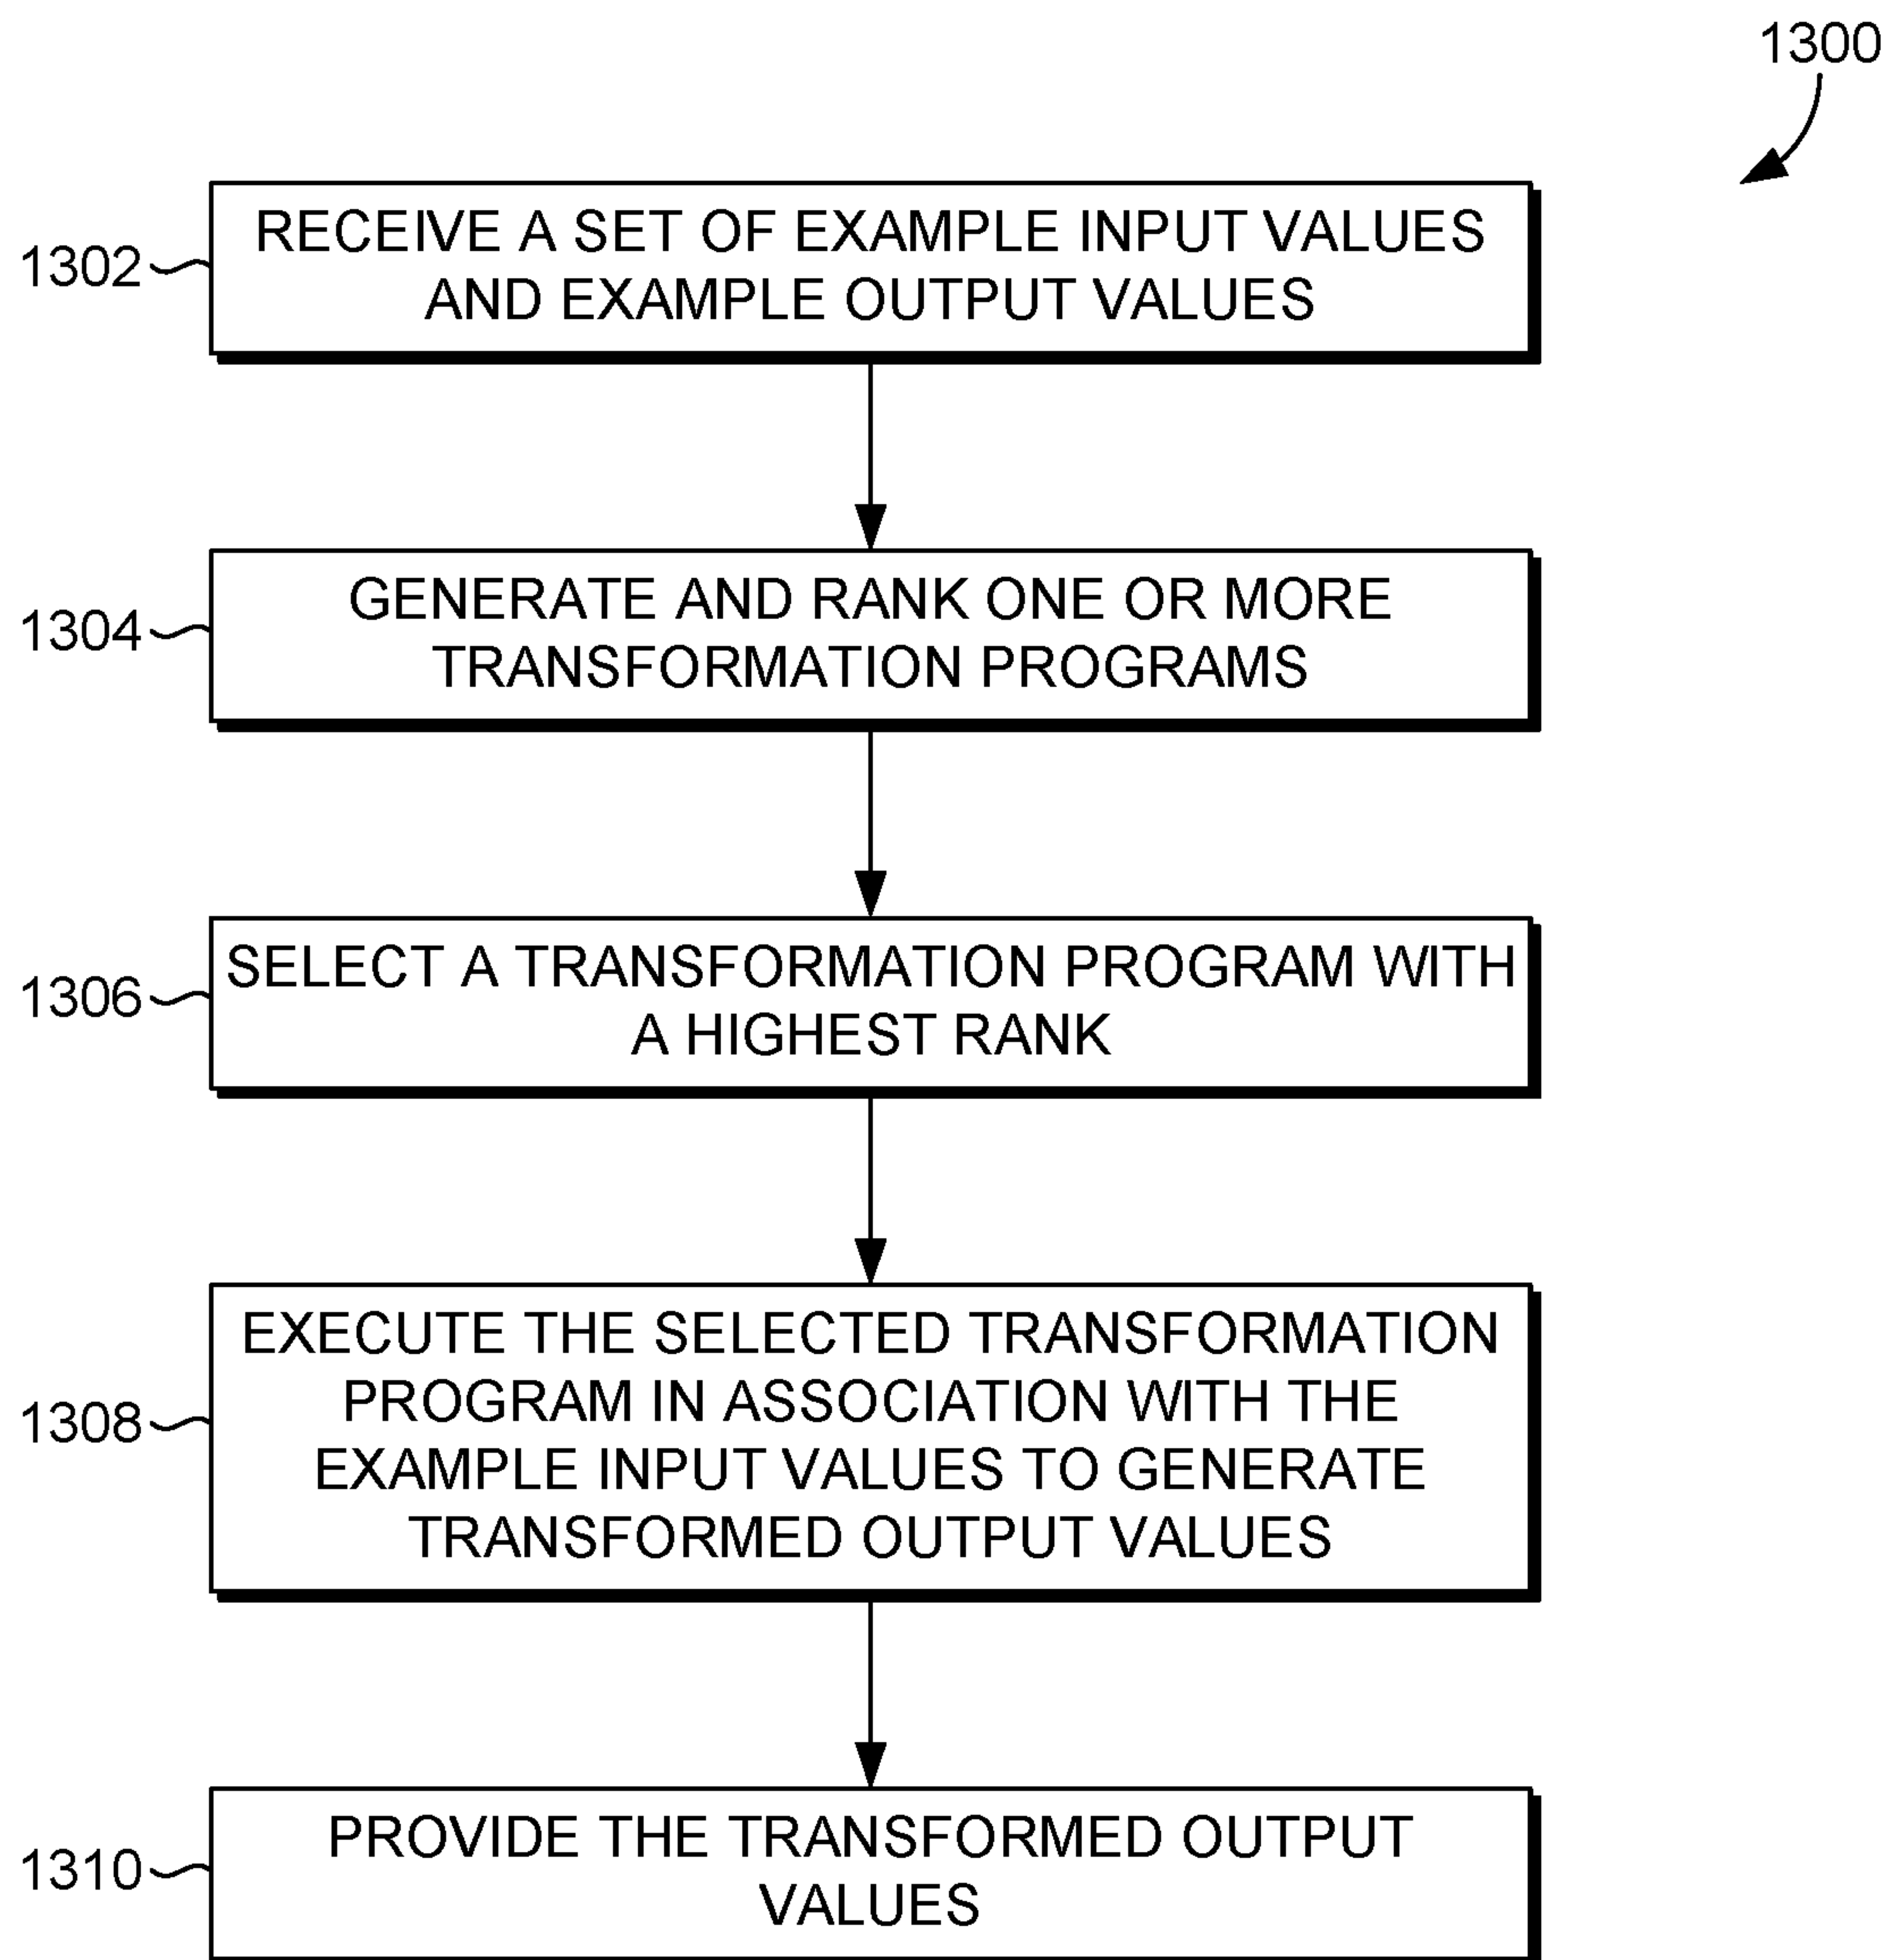 1300
1302
RECEIVE A SET OF EXAMPLE INPUT VALUES
AND EXAMPLE OUTPUT VALUES
1304
GENERATE AND RANK ONE OR MORE
TRANSFORMATION PROGRAMS
1306
SELECT A TRANSFORMATION PROGRAM WITH
A HIGHEST RANK
1308
EXECUTE THE SELECTED TRANSFORMATION
PROGRAM IN ASSOCIATION WITH THE
EXAMPLE INPUT VALUES TO GENERATE
TRANSFORMED OUTPUT VALUES
1310
PROVIDE THE TRANSFORMED OUTPUT
VALUES